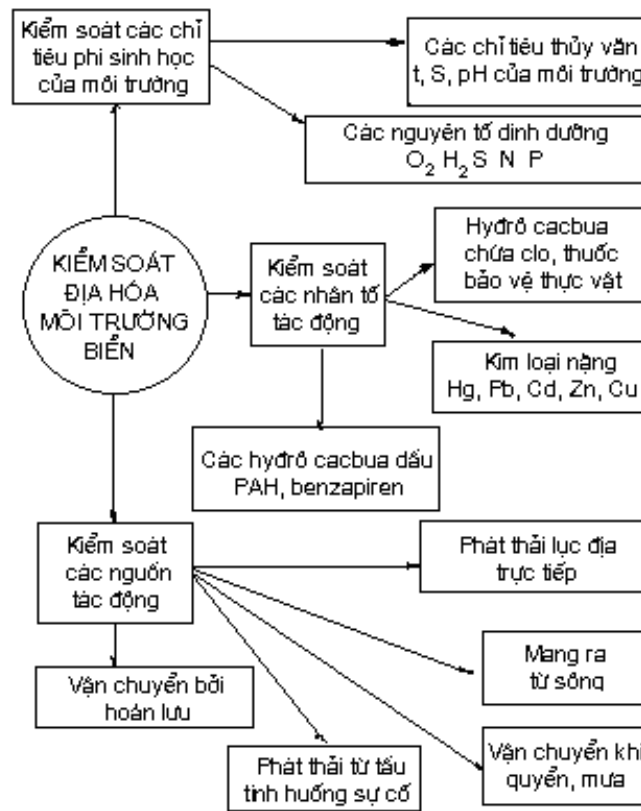 Kiểm soát các chỉ
tiêu phi sinh học
của môi trường
Các chỉ tiêu thủy văn
t, S, pH của môi trường
Các nguyên tố dinh dưỡng
O₂ H₂S N P
KIỂM SOÁT
ĐỊA HÓA
MÔI TRƯỜNG
BIỂN
Kiểm soát
các nhân tố
tác động
Hyđrô cacbua
chứa clo, thuốc
bảo vệ thực vật
Kim loại nặng
Hg, Pb, Cd, Zn, Cu
Các hyđrô cacbua dầu
PAH, benzapiren
Kiểm soát
các nguồn
tác động
Phát thải lục địa
trực tiếp
Mang ra
từ sông
Vận chuyển bởi
hoàn lưu
Phát thải từ tầu
tình huống sự cố
Vận chuyển khí
quyển, mưa